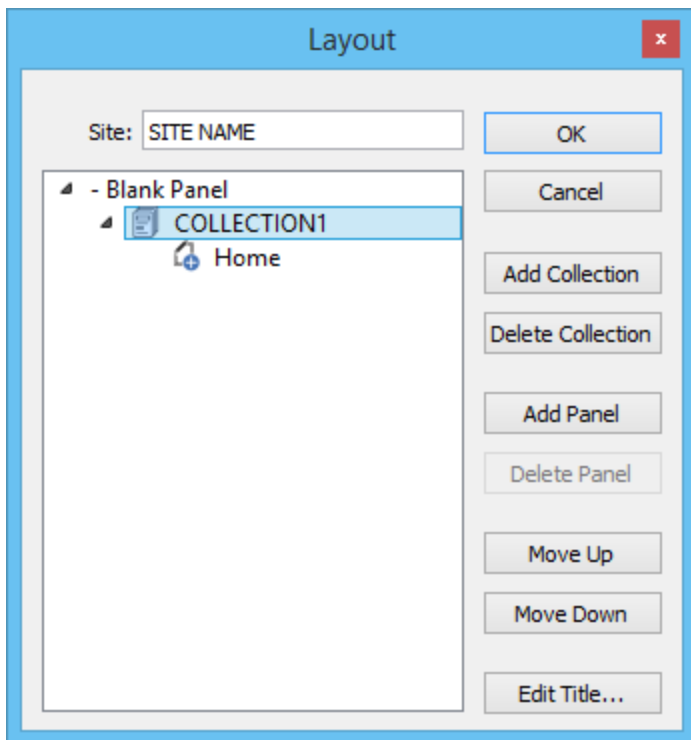 Layout
x
Site: SITE NAME
OK
- Blank Panel
Cancel
COLLECTION1
Home
Add Collection
Delete Collection
Add Panel
Delete Panel
Move Up
Move Down
Edit Title...